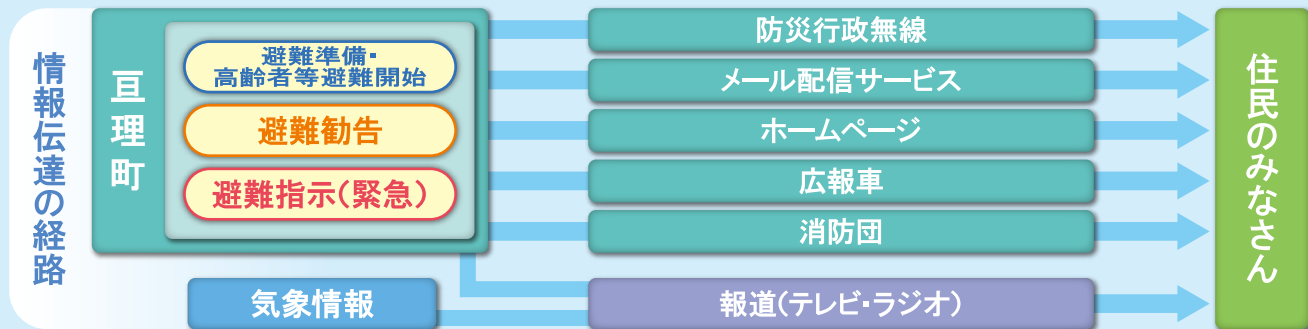 情報伝達の経路
亘理町
避難準備・
高齢者等避難開始
避難勧告
避難指示(緊急)
気象情報
防災行政無線
メール配信サービス
ホームページ
広報車
消防団
報道(テレビ・ラジオ)
住民のみなさん